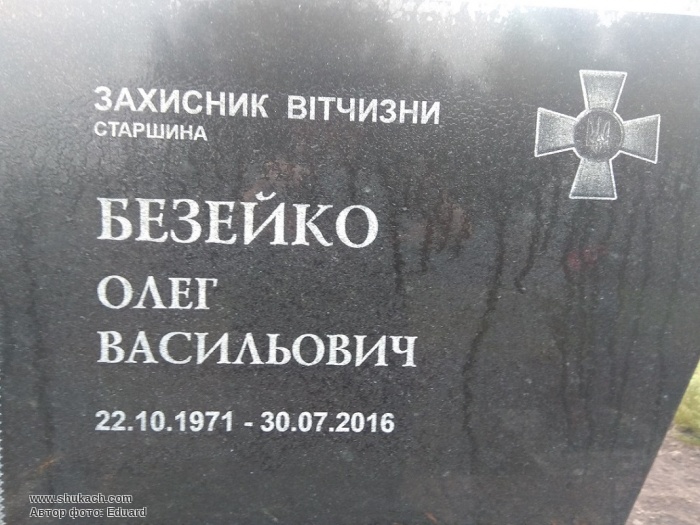 ЗАХИСНИК ВІТЧИЗНИ
СТАРШИНА
БЕЗЕЙКО
ОЛЕГ
ВАСИЛЬОВИЧ
22.10.1971 - 30.07.2016
www.shukach.com
Автор фото: Eduard